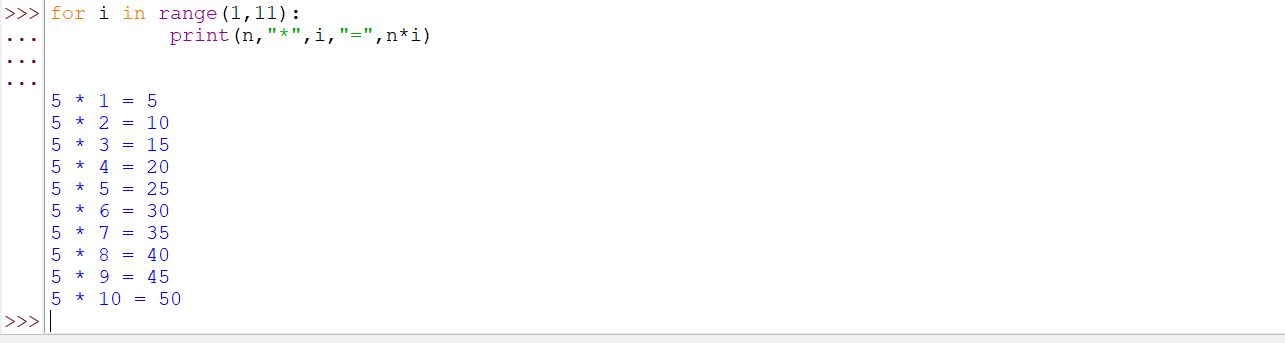 >>> for i in range(1,11):
...           print(n,"*",i,"=",n*i)
...
...
5 * 1 = 5
5 * 2 = 10
5 * 3 = 15
5 * 4 = 20
5 * 5 = 25
5 * 6 = 30
5 * 7 = 35
5 * 8 = 40
5 * 9 = 45
5 * 10 = 50
>>>